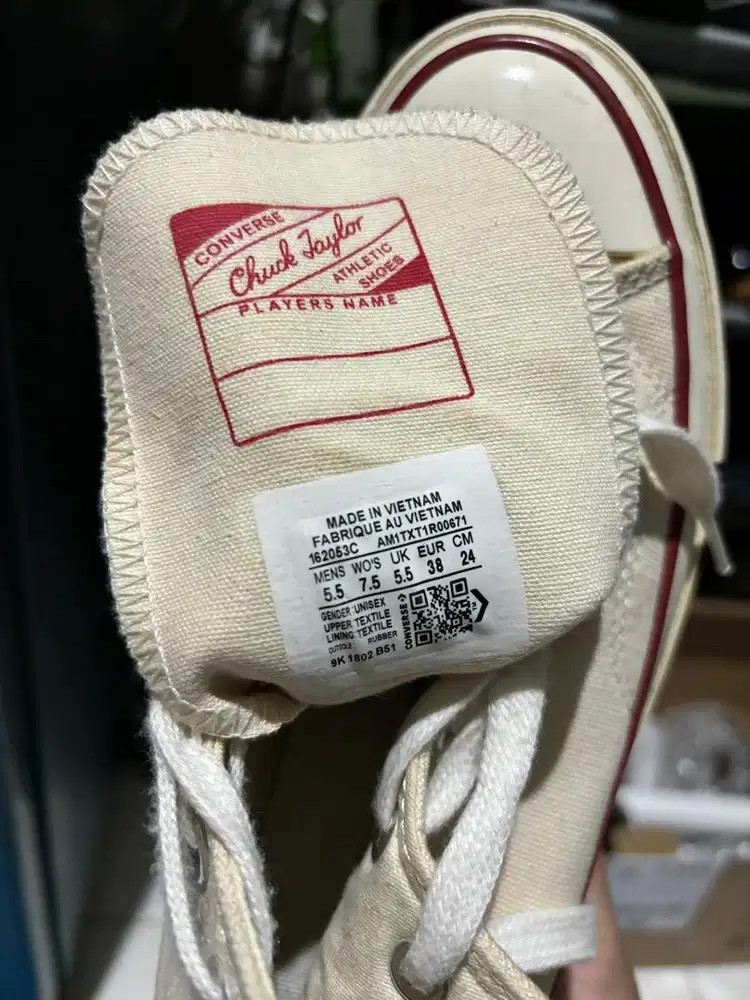 CONVERSE
Chuck Taylor
ATHLETIC
SHOES
PLAYERS NAME
MADE IN VIETNAM
FABRIQUE AU VIETNAM
162053C AM1TXT1R00671
MENS WO'S UK EUR CM
5.5 7.5 5.5 38 24
GENDER:UNISEX
UPPER TEXTILE
LINING TEXTILE
OUTSOLE RUBBER
9K 1802 B51
CONVERSE